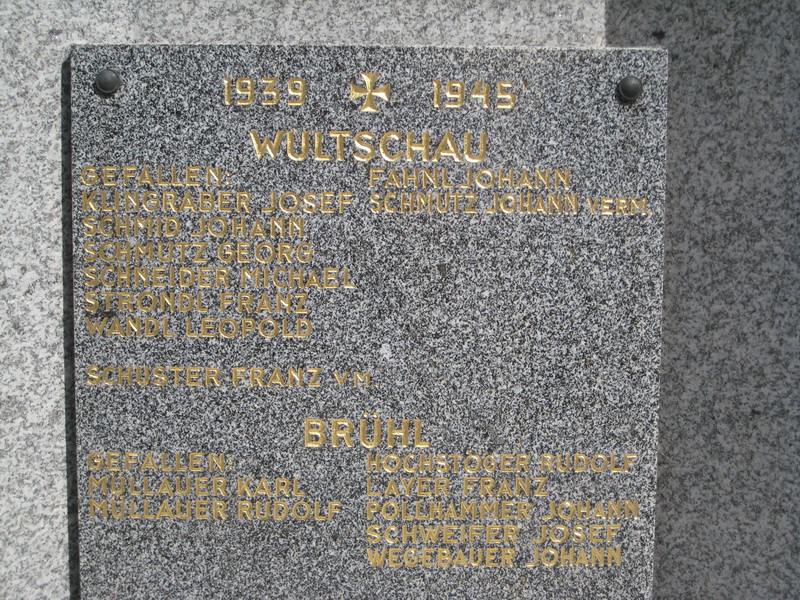 1939 1945
WULTSCHAU
GEFALLEN:
KLINGRABER JOSEF
SCHMID JOHANN
SCHMUTZ GEORG
SCHNEIDER MICHAEL
STRONDL FRANZ
WANDL LEOPOLD
SCHUSTER FRANZ VM.
FAHNL JOHANN
SCHMUTZ JOHANN VERM.
BRÜHL
GEFALLEN:
MÜLLAUER KARL
MÜLLAUER RUDOLF
HOCHSTÖGER RUDOLF
LAYER FRANZ
POLLHAMMER JOHANN
SCHWEIFER JOSEF
WEGEBAUER JOHANN